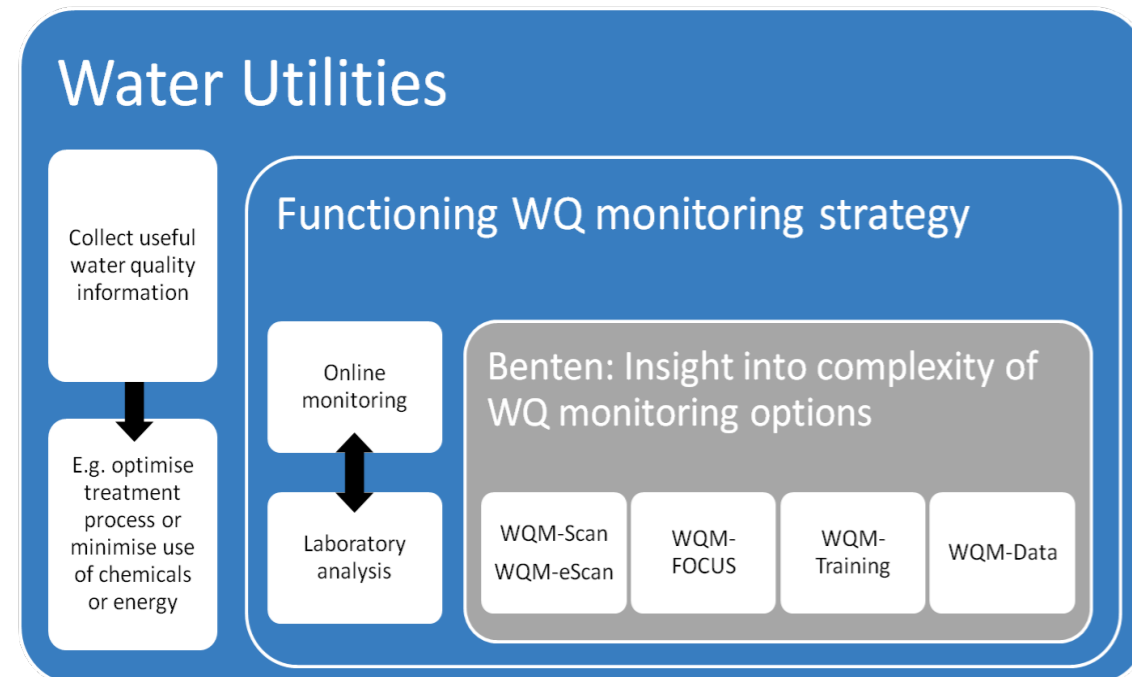 Water Utilities
Collect useful
water quality
information
E.g. optimise
treatment
process or
minimise use
of chemicals
or energy
Functioning WQ monitoring strategy
Online
monitoring
Laboratory
analysis
Benten: Insight into complexity of
WQ monitoring options
WQM-Scan
WQM-eScan
WQM-
FOCUS
WQM-
Training
WQM-Data